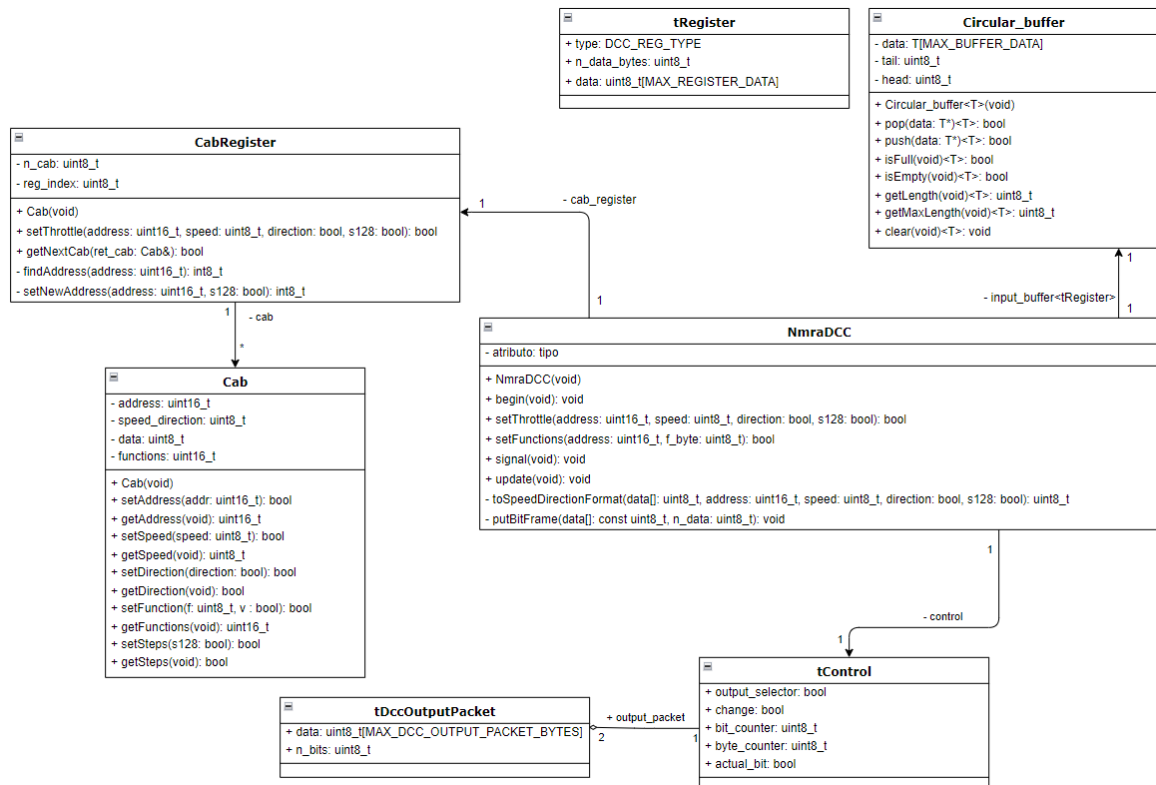 tRegister
+ type: DCC_REG_TYPE
+ n_data_bytes: uint8_t
+ data: uint8_t[MAX_REGISTER_DATA]
Circular_buffer
- data: T[MAX_BUFFER_DATA]
- tail: uint8_t
- head: uint8_t
+ Circular_buffer<T>(void)
+ pop(data: T*)<T>: bool
+ push(data: T*)<T>: bool
+ isFull(void)<T>: bool
+ isEmpty(void)<T>: bool
+ getLength(void)<T>: uint8_t
+ getMaxLength(void)<T>: uint8_t
+ clear(void)<T>: void
CabRegister
- n_cab: uint8_t
- reg_index: uint8_t
+ Cab(void)
+ setThrottle(address: uint16_t, speed: uint8_t, direction: bool, s128: bool): bool
+ getNextCab(ret_cab: Cab&): bool
- findAddress(address: uint16_t): int8_t
- setNewAddress(address: uint16_t, s128: bool): int8_t
1
- cab_register
1
1
- input_buffer<tRegister>
1
1
- cab
*
NmraDCC
- atributo: tipo
+ NmraDCC(void)
+ begin(void): void
+ setThrottle(address: uint16_t, speed: uint8_t, direction: bool, s128: bool): bool
+ setFunctions(address: uint16_t, f_byte: uint8_t): bool
+ signal(void): void
+ update(void): void
- toSpeedDirectionFormat(data[]: uint8_t, address: uint16_t, speed: uint8_t, direction: bool, s128: bool): uint8_t
- putBitFrame(data[]: const uint8_t, n_data: uint8_t): void
Cab
- address: uint16_t
- speed_direction: uint8_t
- data: uint8_t
- functions: uint16_t
+ Cab(void)
+ setAddress(addr: uint16_t): bool
+ getAddress(void): uint16_t
+ setSpeed(speed: uint8_t): bool
+ getSpeed(void): uint8_t
+ setDirection(direction: bool): bool
+ getDirection(void): bool
+ setFunction(f: uint8_t, v : bool): bool
+ getFunctions(void): uint16_t
+ setSteps(s128: bool): bool
+ getSteps(void): bool
1
- control
1
tControl
+ output_selector: bool
+ change: bool
+ bit_counter: uint8_t
+ byte_counter: uint8_t
+ actual_bit: bool
tDccOutputPacket
+ data: uint8_t[MAX_DCC_OUTPUT_PACKET_BYTES]
+ n_bits: uint8_t
+ output_packet
2
1